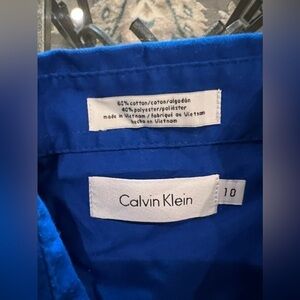 60% cotton/coton/algodón
40% polyester/poliéster
made in Vietnam / fabriqué au Vietnam
hecho en Vietnam
Calvin Klein
10